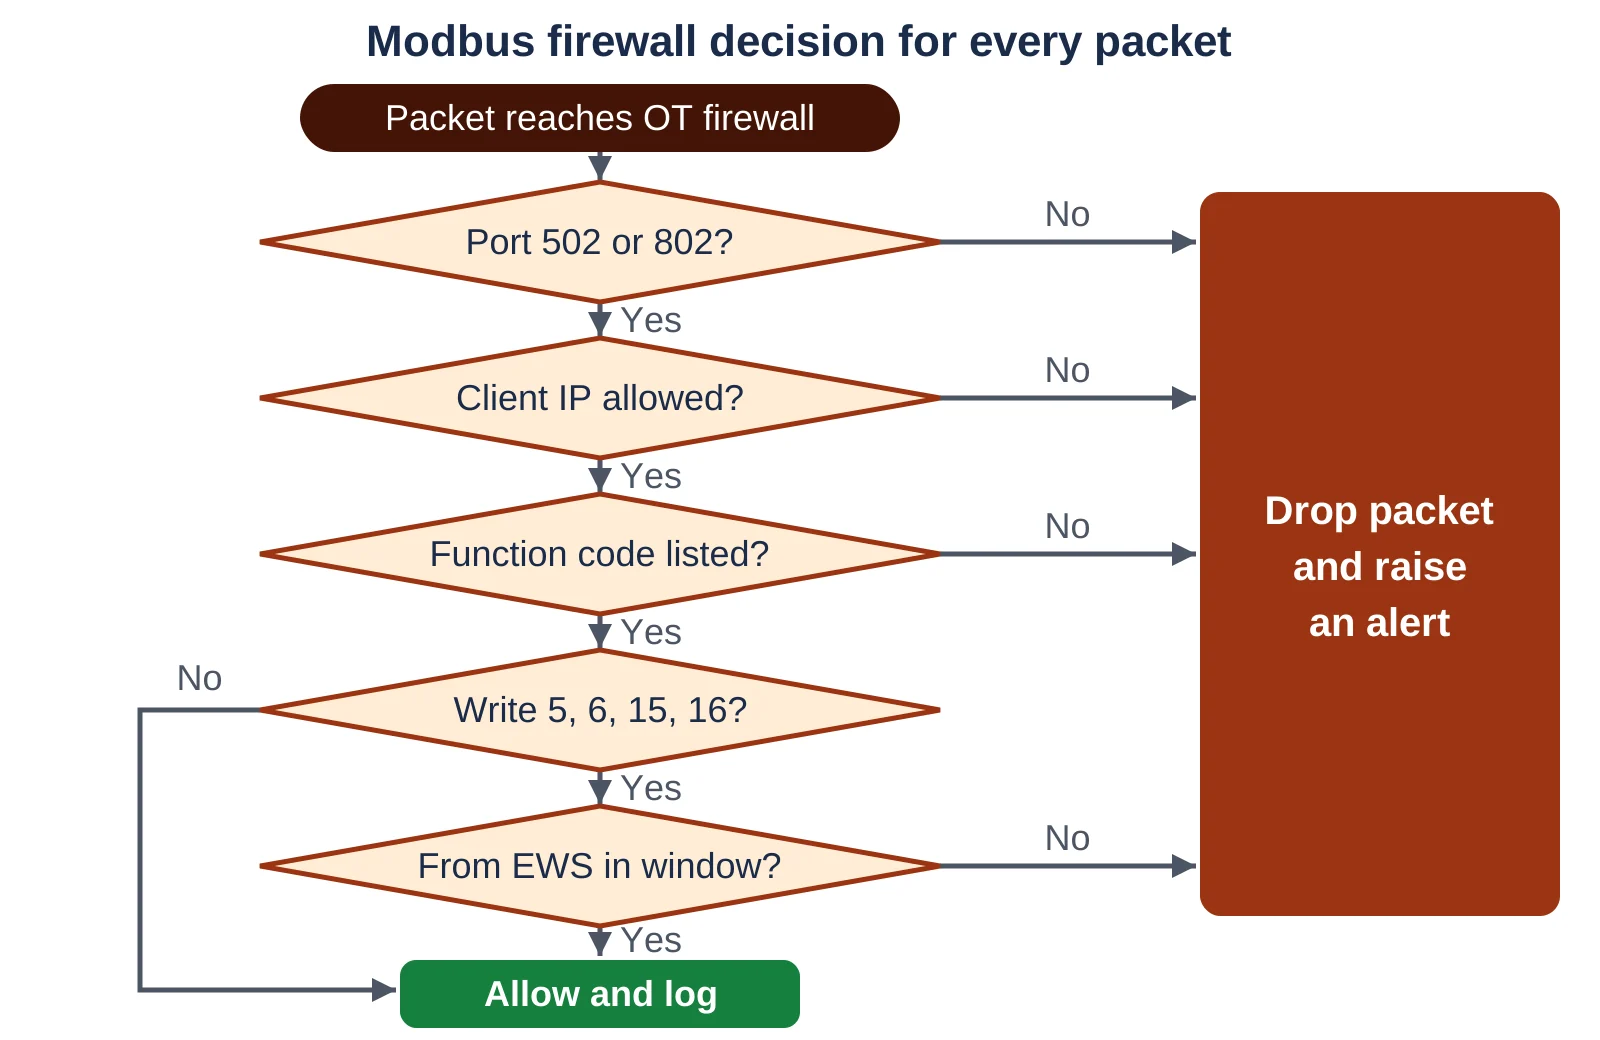 Modbus firewall decision for every packet
Packet reaches OT firewall
Port 502 or 802?
No
Yes
Client IP allowed?
No
Yes
Function code listed?
No
Yes
Write 5, 6, 15, 16?
No
Yes
From EWS in window?
No
Yes
Allow and log
Drop packet
and raise
an alert